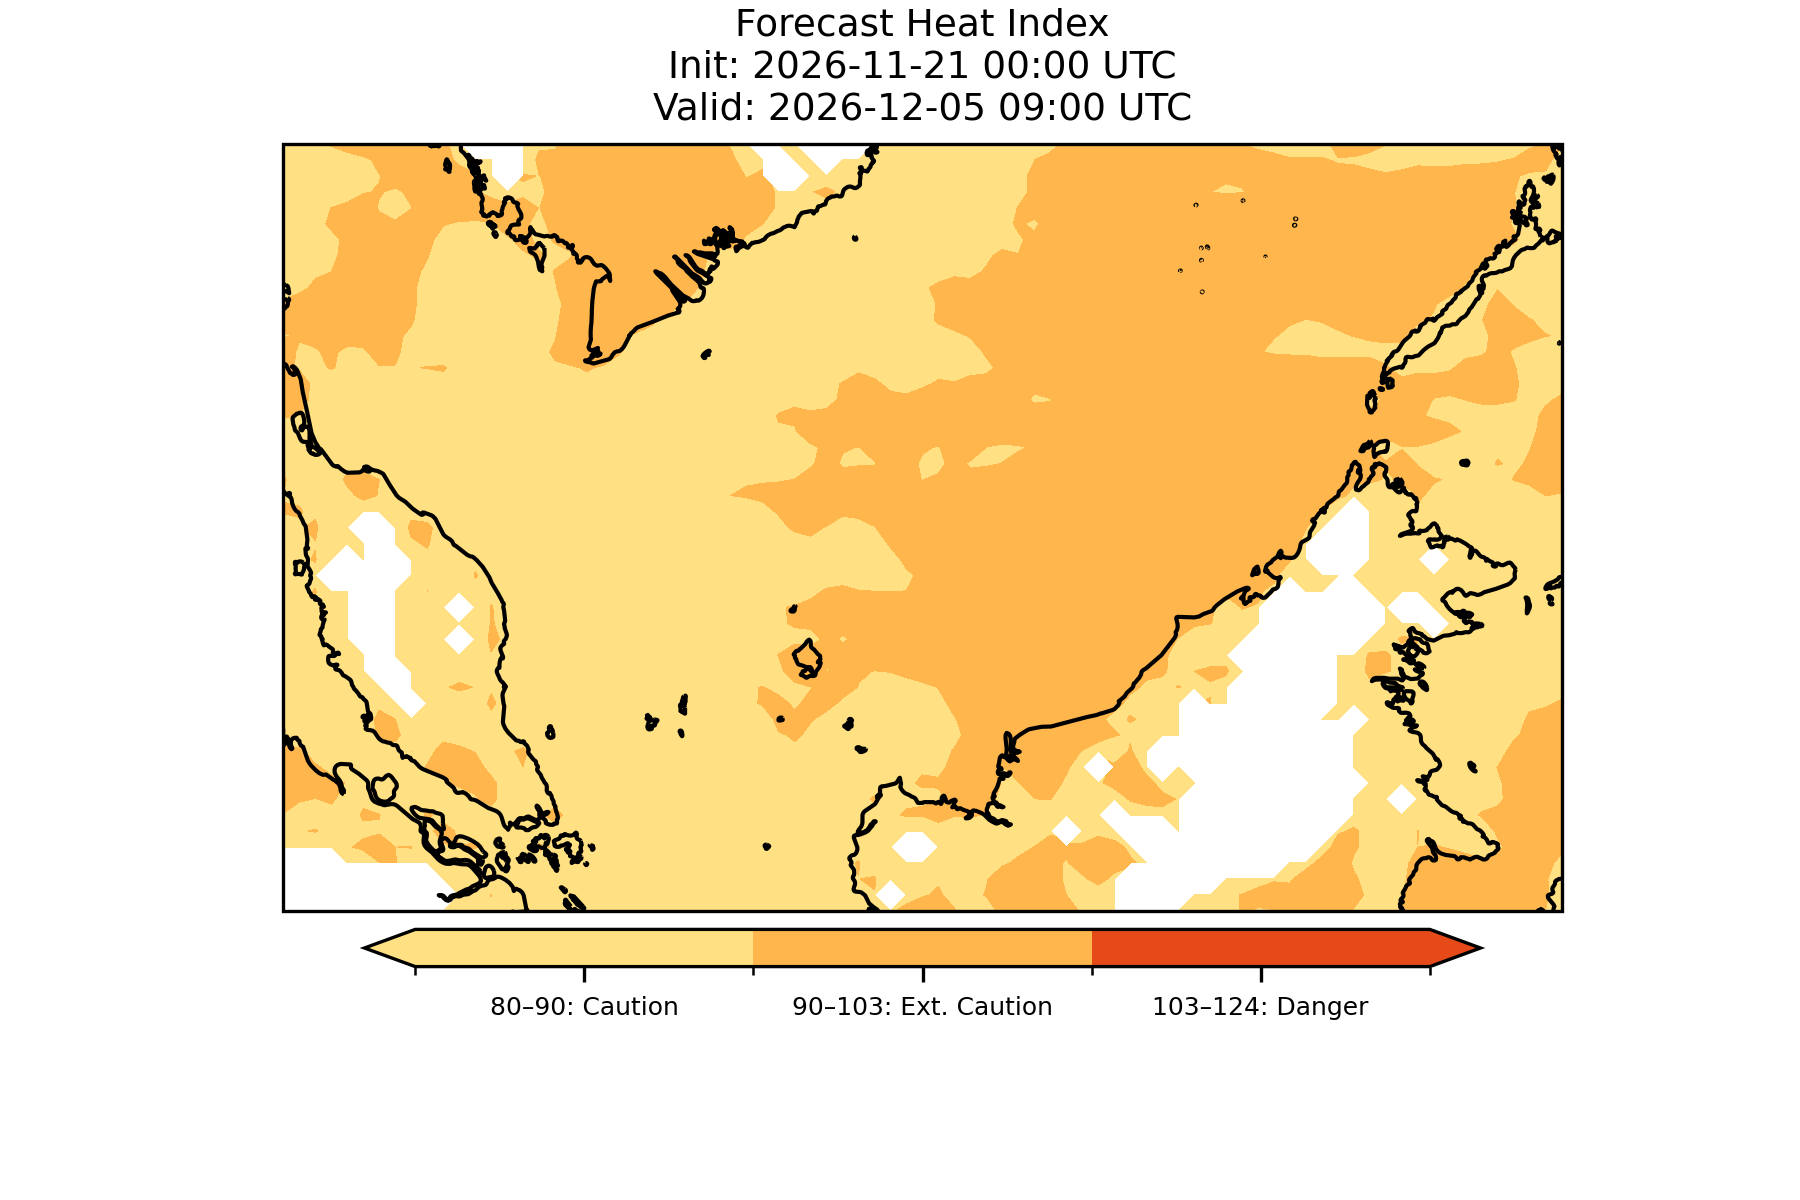 Forecast Heat Index
Init: 2026-11-21 00:00 UTC
Valid: 2026-12-05 09:00 UTC
80–90: Caution
90–103: Ext. Caution
103–124: Danger